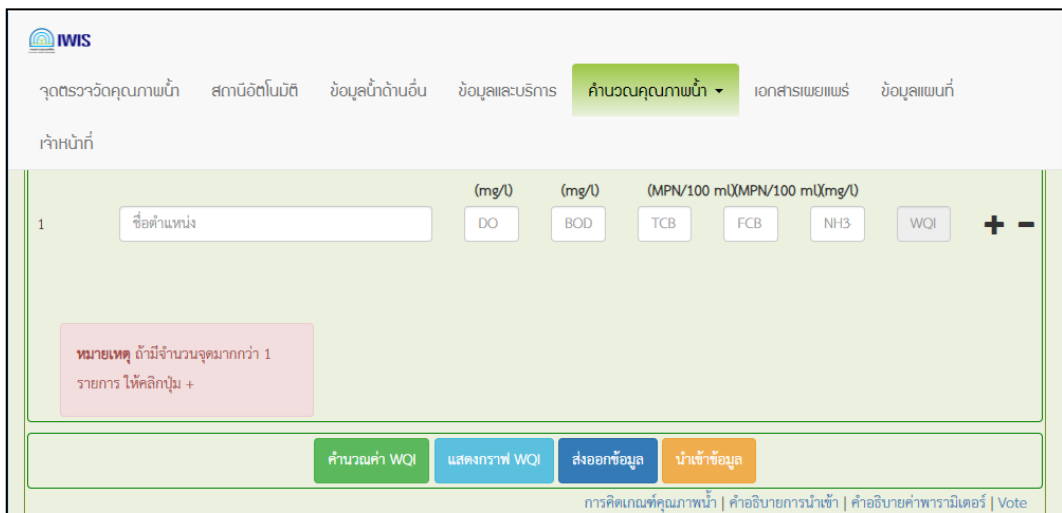 IWIS
จุดตรวจวัดคุณภาพน้ำ สถานีอัตโนมัติ ข้อมูลน้ำด้านอื่น ข้อมูลและบริการ คำนวณคุณภาพน้ำ เอกสารเผยแพร่ ข้อมูลแผนที่
เจ้าหน้าที่
(mg/l) (mg/l) (MPN/100 ml)(MPN/100 ml)(mg/l)
1 ชื่อตำแหน่ง DO BOD TCB FCB NH3 WQI + -
หมายเหตุ ถ้ามีจำนวนจุดมากกว่า 1
รายการ ให้คลิกปุ่ม +
คำนวณค่า WQI แสดงกราฟ WQI ส่งออกข้อมูล นำเข้าข้อมูล
การคิดเกณฑ์คุณภาพน้ำ | คำอธิบายการนำเข้า | คำอธิบายค่าพารามิเตอร์ | Vote